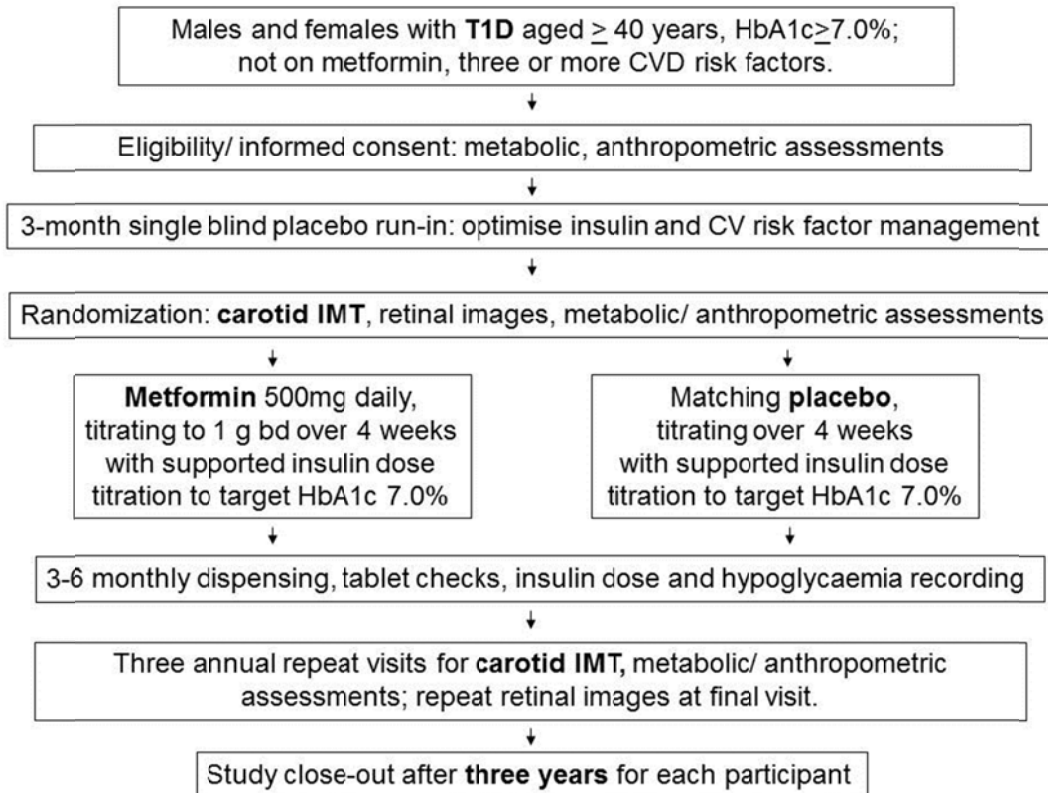 Males and females with T1D aged ≥ 40 years, HbA1c≥7.0%;
not on metformin, three or more CVD risk factors.
Eligibility/ informed consent: metabolic, anthropometric assessments
3-month single blind placebo run-in: optimise insulin and CV risk factor management
Randomization: carotid IMT, retinal images, metabolic/ anthropometric assessments
Metformin 500mg daily,
titrating to 1 g bd over 4 weeks
with supported insulin dose
titration to target HbA1c 7.0%
Matching placebo,
titrating over 4 weeks
with supported insulin dose
titration to target HbA1c 7.0%
3-6 monthly dispensing, tablet checks, insulin dose and hypoglycaemia recording
Three annual repeat visits for carotid IMT, metabolic/ anthropometric
assessments; repeat retinal images at final visit.
Study close-out after three years for each participant